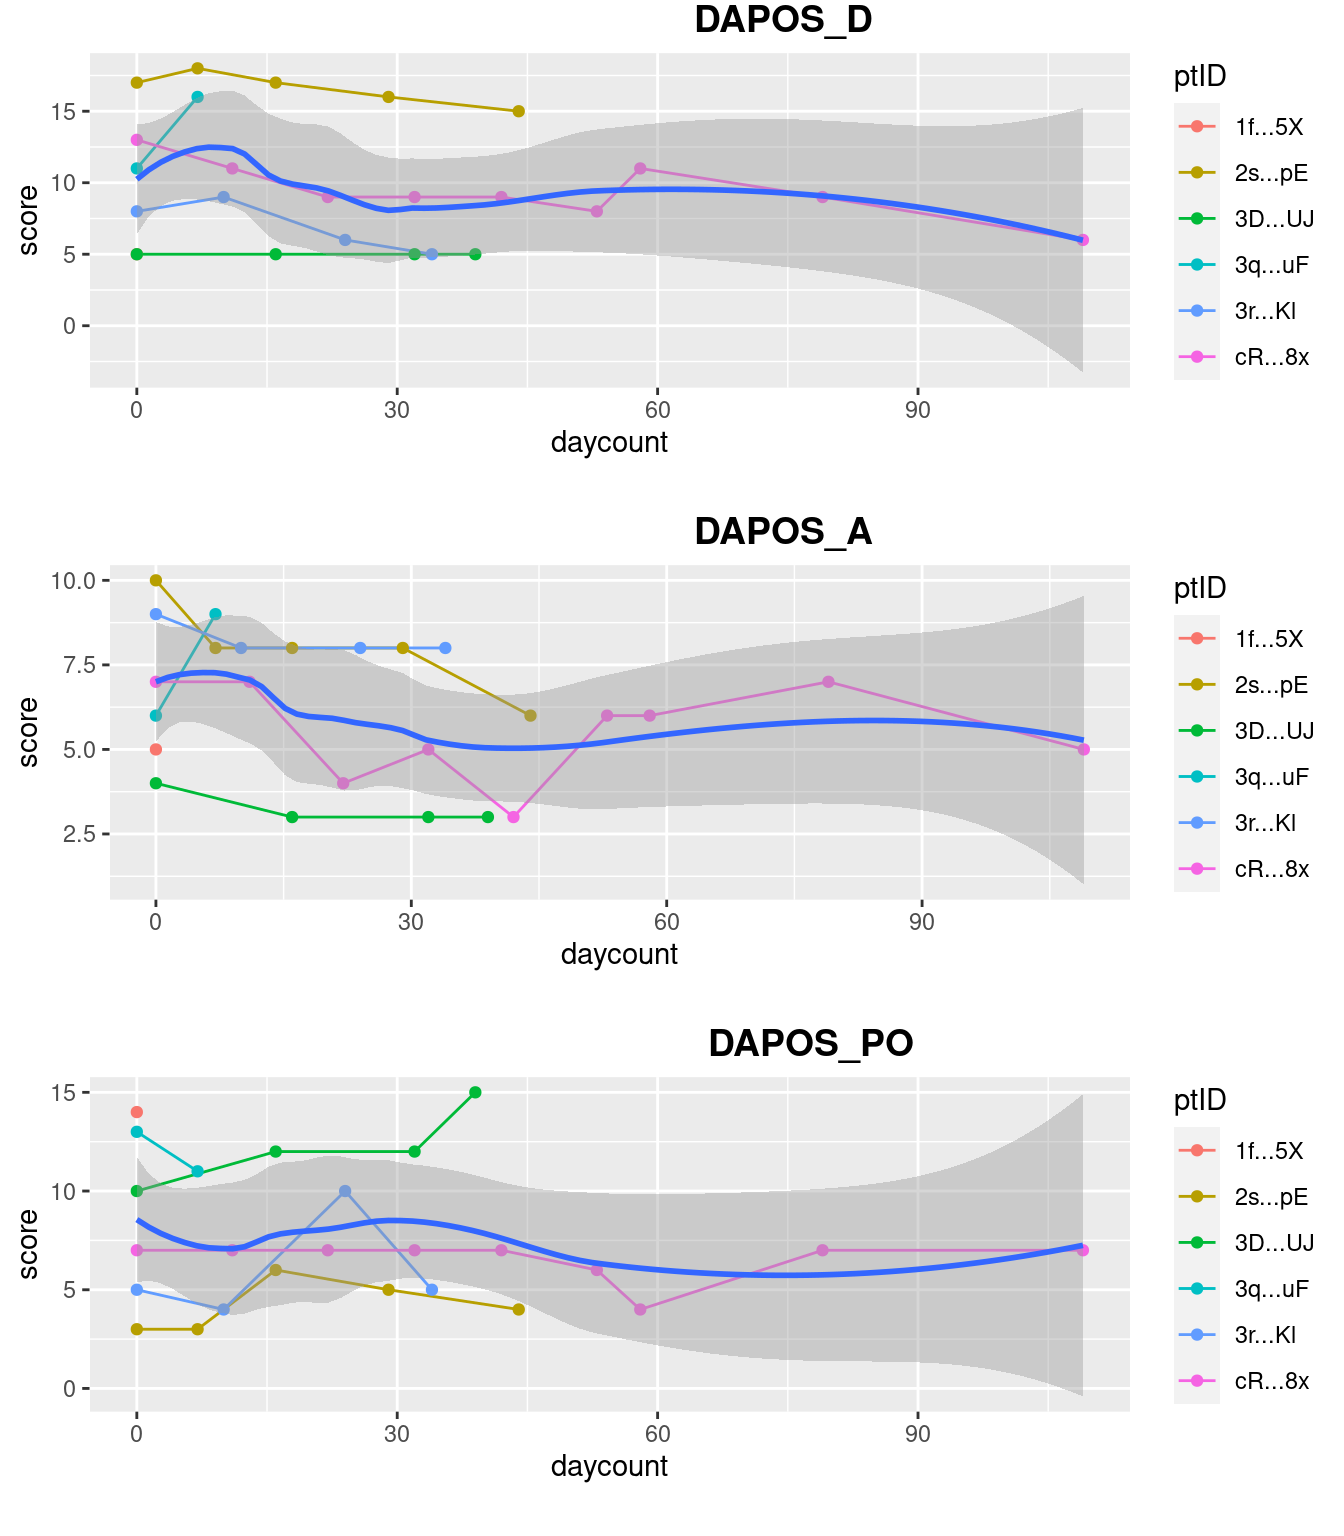 DAPOS_D
score
15
10
5
0
0 30 60 90
daycount
ptID
1f...5X
2s...pE
3D...UJ
3q...uF
3r...Kl
cR...8x
DAPOS_A
score
10.0
7.5
5.0
2.5
0 30 60 90
daycount
ptID
1f...5X
2s...pE
3D...UJ
3q...uF
3r...Kl
cR...8x
DAPOS_PO
score
15
10
5
0
0 30 60 90
daycount
ptID
1f...5X
2s...pE
3D...UJ
3q...uF
3r...Kl
cR...8x